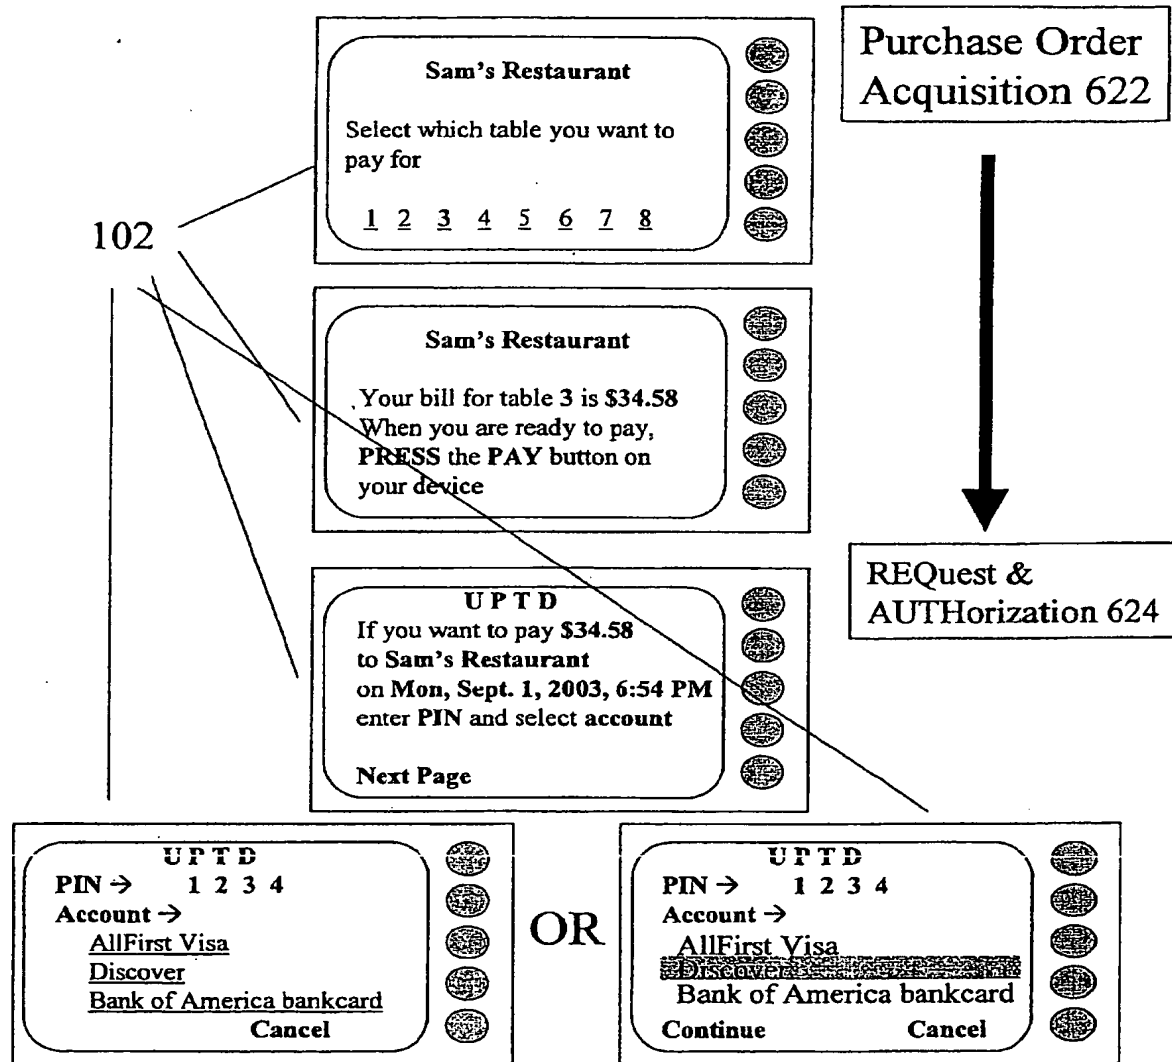 Sam's Restaurant
Select which table you want to
pay for
1 2 3 4 5 6 7 8
Purchase Order
Acquisition 622
102
Sam's Restaurant
Your bill for table 3 is $34.58
When you are ready to pay,
PRESS the PAY button on
your device
REQuest &
AUTHorization 624
U P T D
If you want to pay $34.58
to Sam's Restaurant
on Mon, Sept. 1, 2003, 6:54 PM
enter PIN and select account
Next Page
U P T D
PIN → 1 2 3 4
Account →
AllFirst Visa
Discover
Bank of America bankcard
Cancel
OR
U P T D
PIN → 1 2 3 4
Account →
AllFirst Visa
Discover
Bank of America bankcard
Continue Cancel